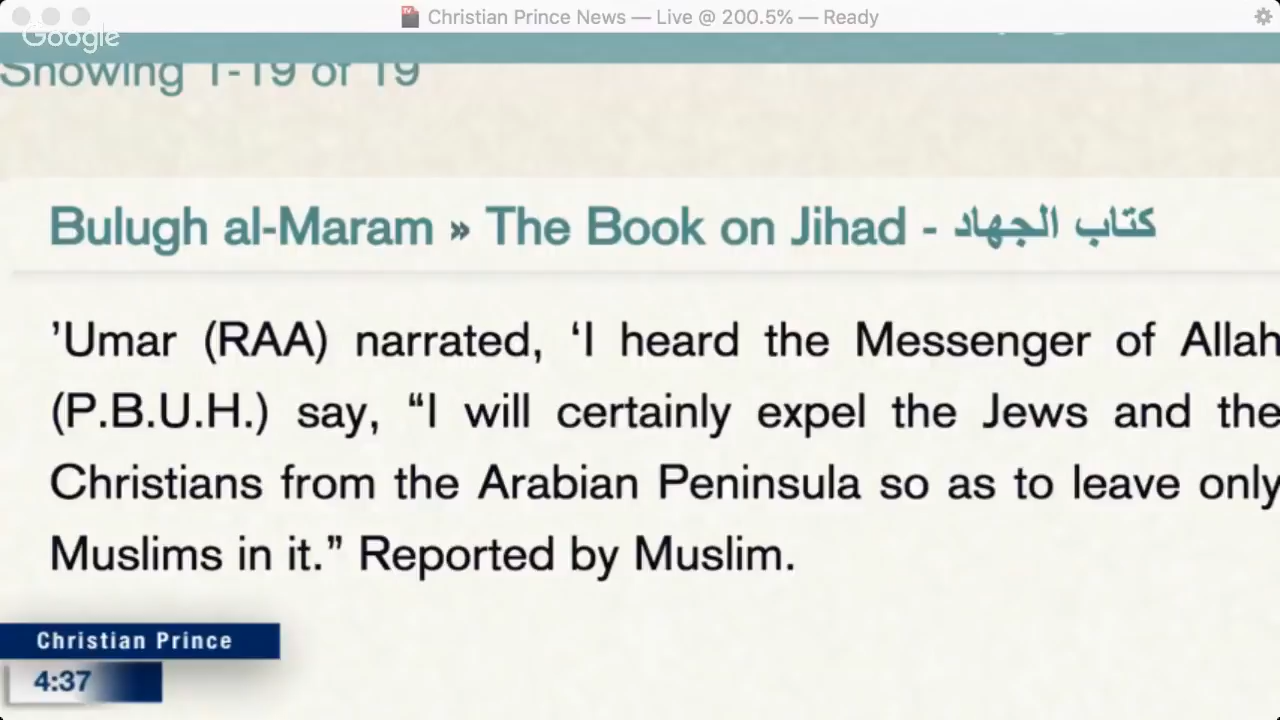 Christian Prince News — Live @ 200.5% — Ready
Google
Showing 1-19 of 19
Bulugh al-Maram » The Book on Jihad - كتاب الجهاد
’Umar (RAA) narrated, ‘I heard the Messenger of Allah
(P.B.U.H.) say, “I will certainly expel the Jews and the
Christians from the Arabian Peninsula so as to leave only
Muslims in it.” Reported by Muslim.
Christian Prince
4:37